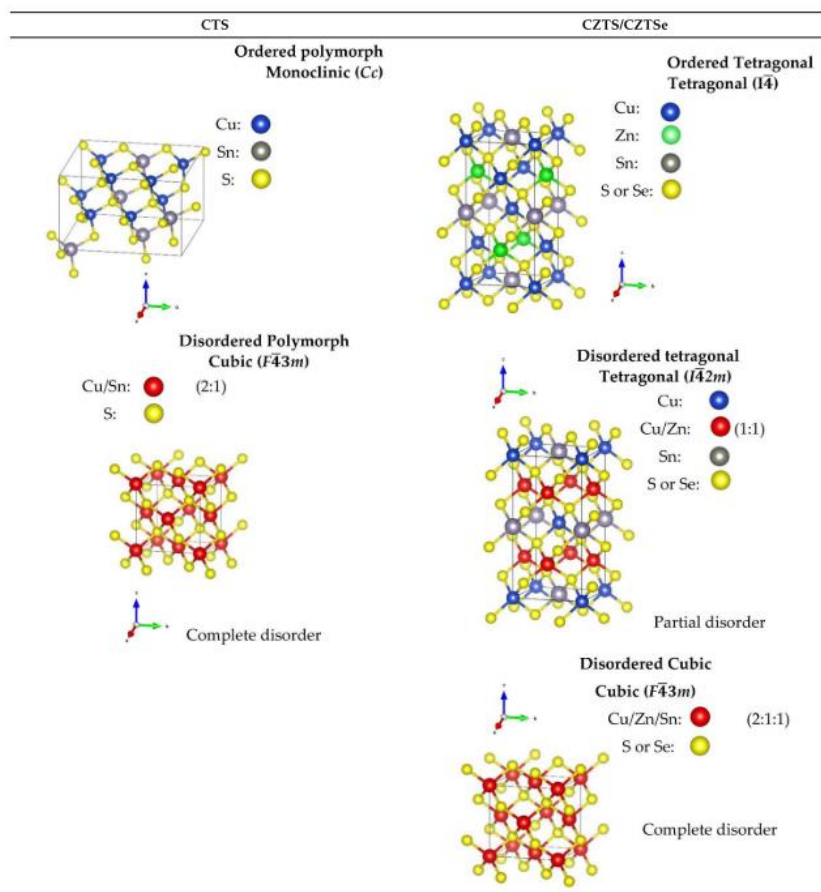 CTS
CZTS/CZTSe
Ordered polymorph
Monoclinic (Cc)
Cu:
Sn:
S:
Disordered Polymorph
Cubic (F4̅3m)
Cu/Sn: (2:1)
S:
Complete disorder
Ordered Tetragonal
Tetragonal (I4̅)
Cu:
Zn:
Sn:
S or Se:
Disordered tetragonal
Tetragonal (I4̅2m)
Cu:
Cu/Zn: (1:1)
Sn:
S or Se:
Partial disorder
Disordered Cubic
Cubic (F4̅3m)
Cu/Zn/Sn: (2:1:1)
S or Se:
Complete disorder